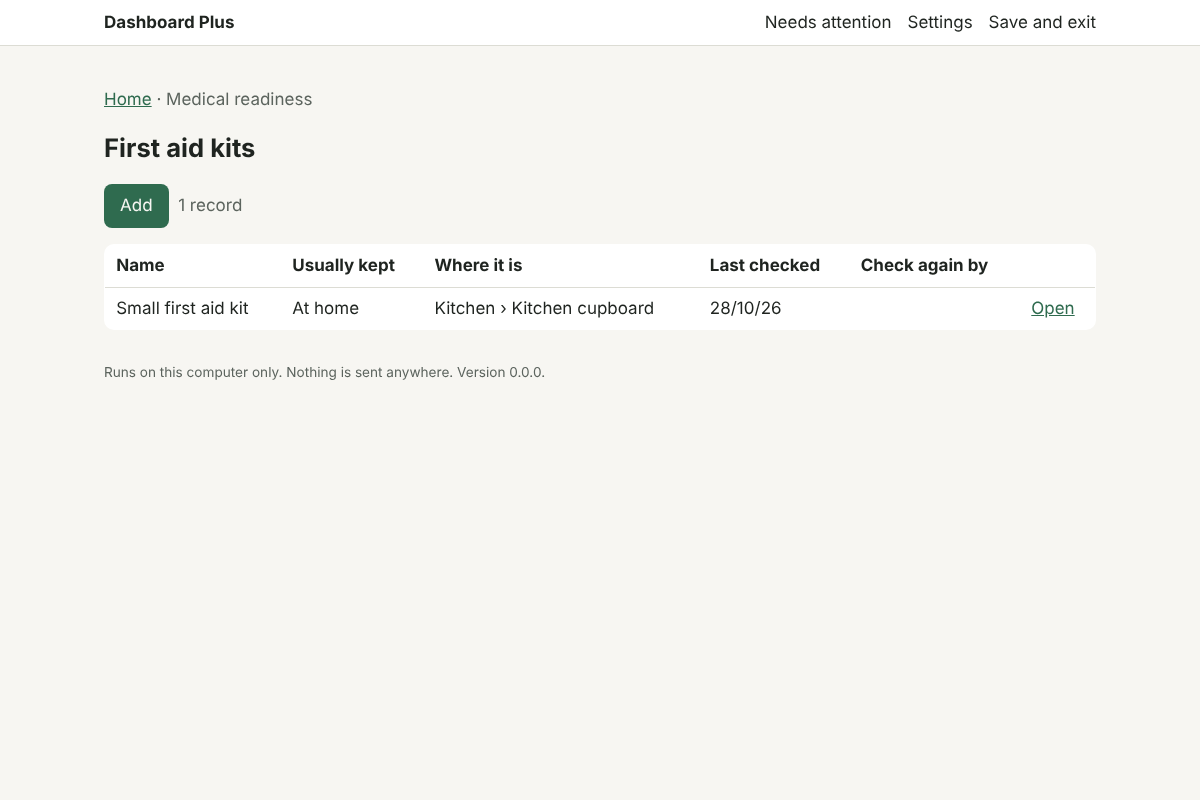 Dashboard Plus
Needs attention Settings Save and exit
Home · Medical readiness
First aid kits
Add 1 record
Name Usually kept Where it is Last checked Check again by
Small first aid kit At home Kitchen › Kitchen cupboard 28/10/26 Open
Runs on this computer only. Nothing is sent anywhere. Version 0.0.0.